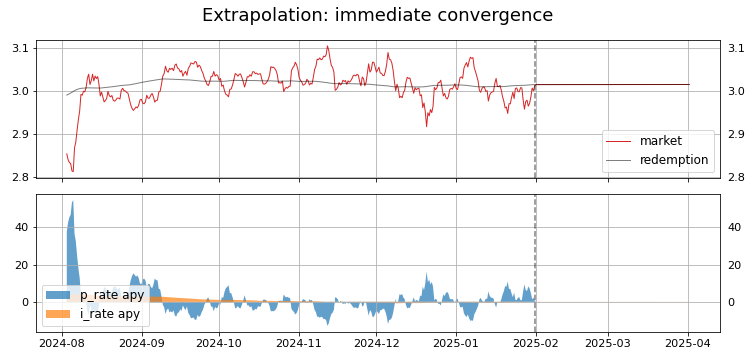 Extrapolation: immediate convergence
3.1 3.1
3.0 3.0
2.9 2.9
2.8 2.8
market
redemption
40 40
20 20
0 0
p_rate apy
i_rate apy
2024-08 2024-09 2024-10 2024-11 2024-12 2025-01 2025-02 2025-03 2025-04